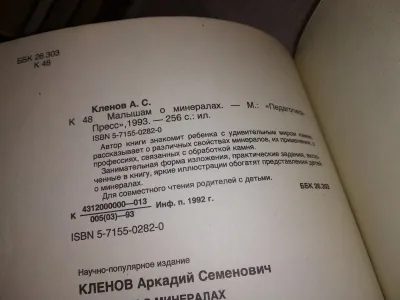 ББК 26.303
К 48
Кленов А. С.
К 48 Малышам о минералах. — М.: «Педагогика-
Пресс»,1993. — 256 с.: ил.
ISBN 5-7155-0282-0
Автор книги знакомит ребенка с удивительным миром камня,
рассказывает о различных свойствах минералов, их применении, о
профессиях, связанных с обработкой камня.
Занимательная форма изложения, практические задания, вклю-
ченные в книгу, яркие иллюстрации обогатят представления детей
о минералах.
Для совместного чтения родителей с детьми.
К 4312000000—013
005(03)—93 Инф. п. 1992 г. ББК 26.303
ISBN 5-7155-0282-0
Научно-популярное издание
КЛЕНОВ Аркадий Семенович
О МИНЕРАЛАХ